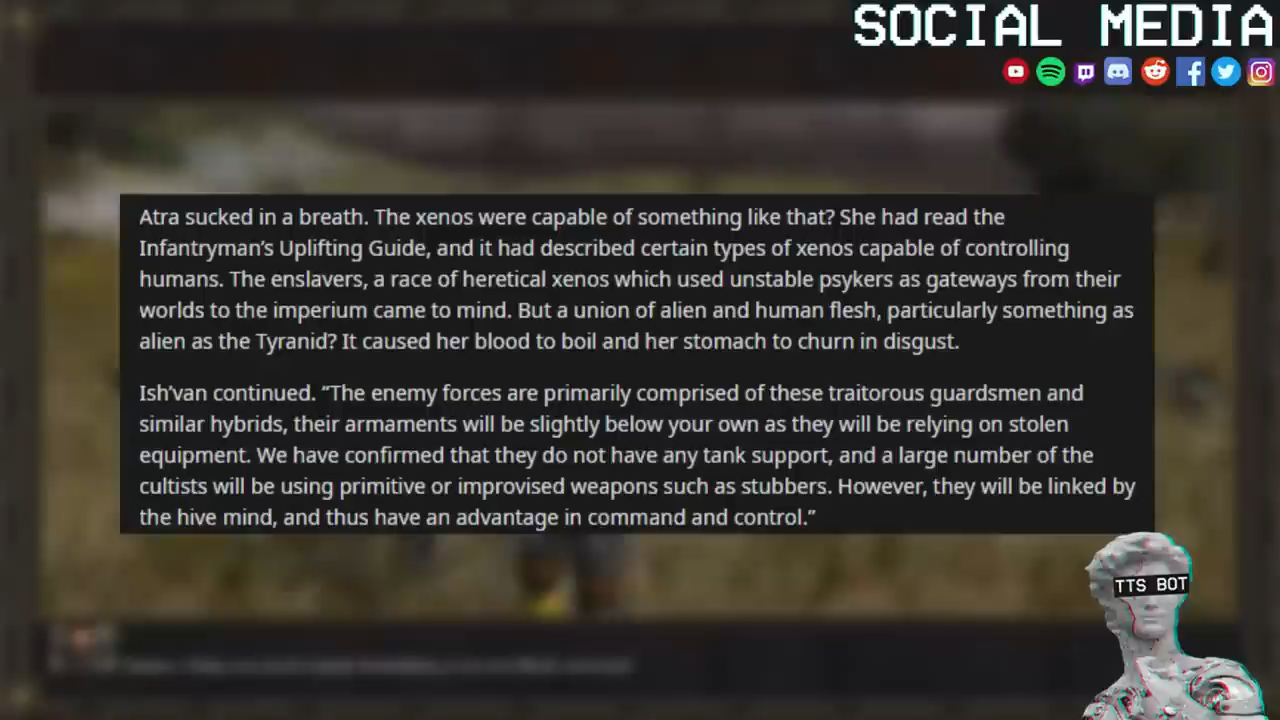 SOCIAL MEDIA
Atra sucked in a breath. The xenos were capable of something like that? She had read the
Infantryman's Uplifting Guide, and it had described certain types of xenos capable of controlling
humans. The enslavers, a race of heretical xenos which used unstable psykers as gateways from their
worlds to the imperium came to mind. But a union of alien and human flesh, particularly something as
alien as the Tyranid? It caused her blood to boil and her stomach to churn in disgust.
Ish'van continued. “The enemy forces are primarily comprised of these traitorous guardsmen and
similar hybrids, their armaments will be slightly below your own as they will be relying on stolen
equipment. We have confirmed that they do not have any tank support, and a large number of the
cultists will be using primitive or improvised weapons such as stubbers. However, they will be linked by
the hive mind, and thus have an advantage in command and control.”
TTS BOT